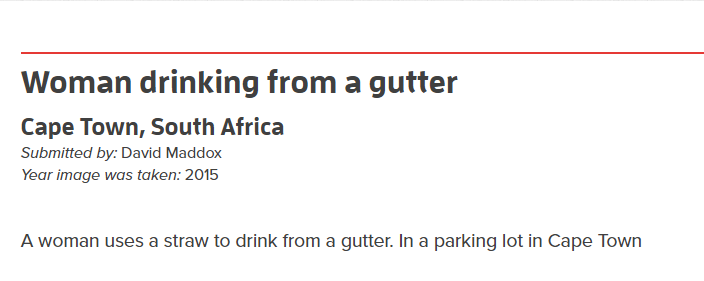 Woman drinking from a gutter
Cape Town, South Africa
Submitted by: David Maddox
Year image was taken: 2015
A woman uses a straw to drink from a gutter. In a parking lot in Cape Town